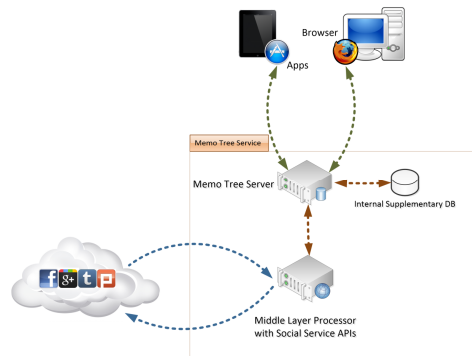 Browser
Apps
Memo Tree Service
Memo Tree Server
Internal Supplementary DB
f g+ t p
Middle Layer Processor
with Social Service APIs